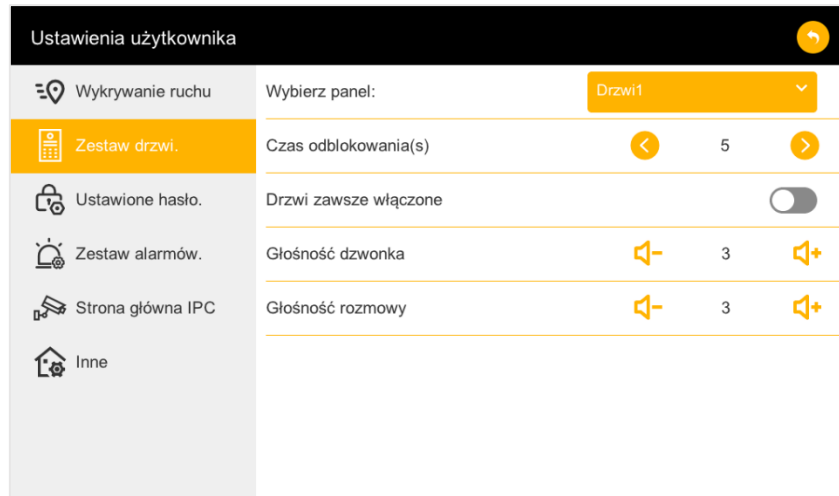 Ustawienia użytkownika
Wykrywanie ruchu
Wybierz panel:
Drzwi1
Zestaw drzwi.
Czas odblokowania(s)
5
Ustawione hasło.
Drzwi zawsze włączone
Zestaw alarmów.
Głośność dzwonka
3
Strona główna IPC
Głośność rozmowy
3
Inne